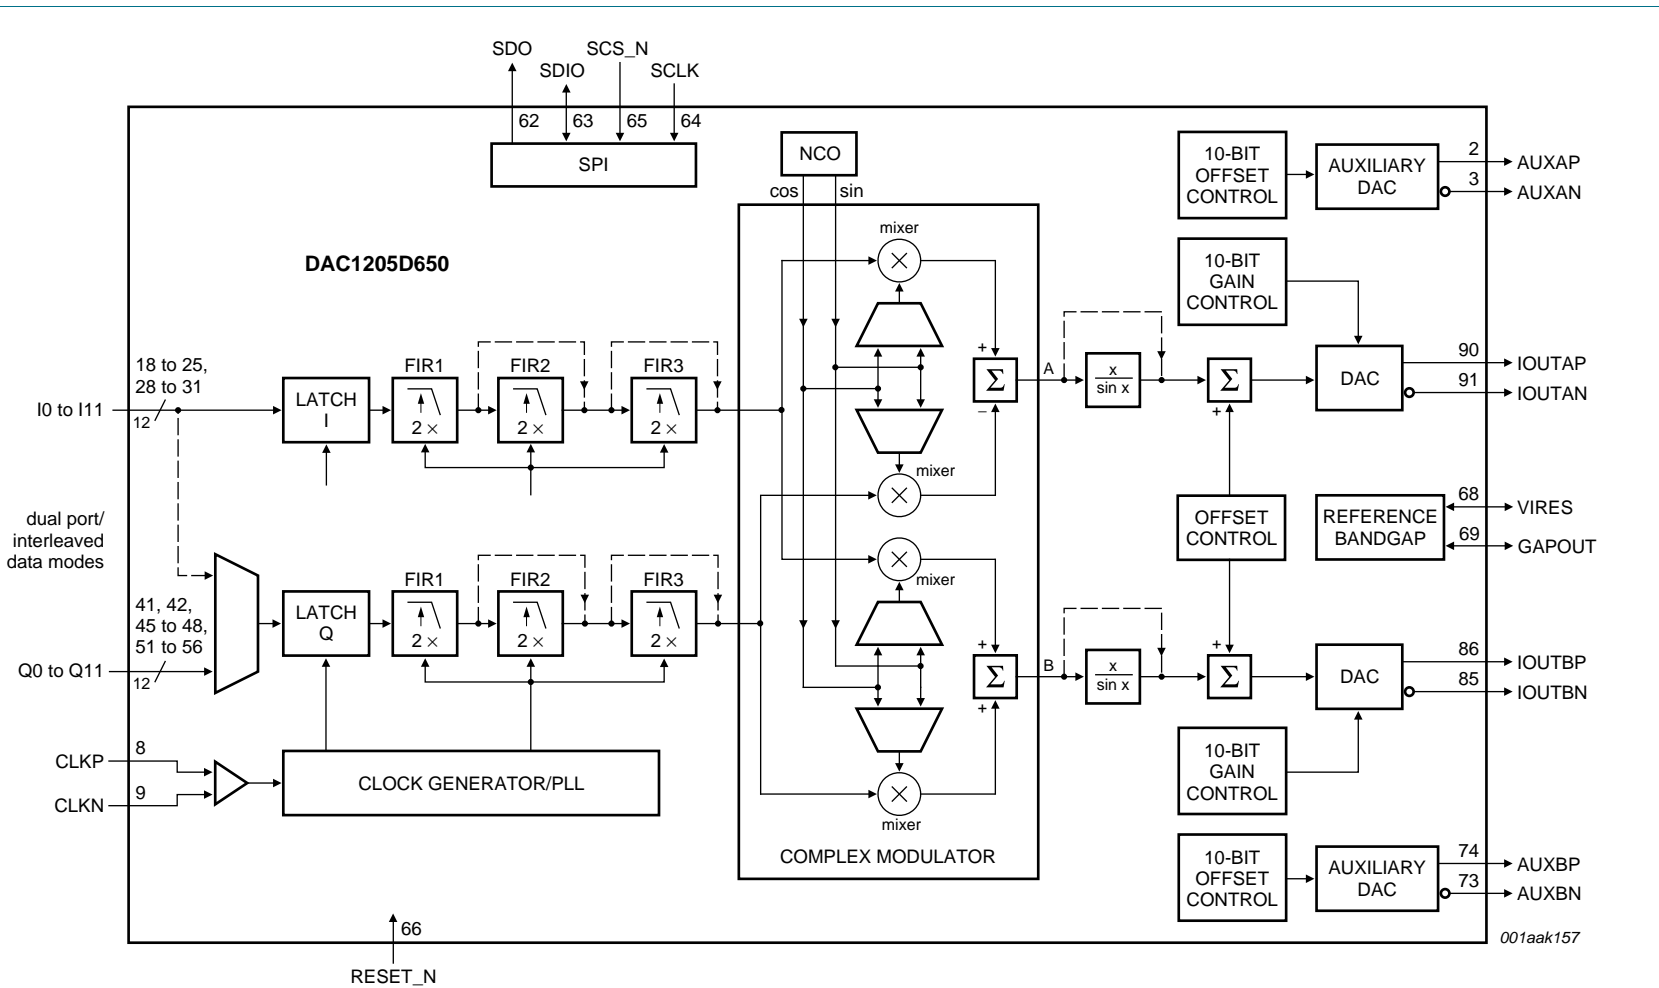 SDO
SCS_N
SDIO
SCLK
62
63
65
64
SPI
NCO
cos
sin
10-BIT
OFFSET
CONTROL
AUXILIARY
DAC
2
AUXAP
3
AUXAN
DAC1205D650
mixer
10-BIT
GAIN
CONTROL
18 to 25,
28 to 31
I0 to I11
12
LATCH
I
FIR1
2 ×
FIR2
2 ×
FIR3
2 ×
+
Σ
−
A
x
sin x
Σ
+
DAC
90
IOUTAP
91
IOUTAN
mixer
dual port/
interleaved
data modes
OFFSET
CONTROL
REFERENCE
BANDGAP
68
VIRES
69
GAPOUT
mixer
41, 42,
45 to 48,
51 to 56
Q0 to Q11
12
LATCH
Q
FIR1
2 ×
FIR2
2 ×
FIR3
2 ×
+
Σ
+
B
x
sin x
+
Σ
DAC
86
IOUTBP
85
IOUTBN
CLKP
8
CLKN
9
CLOCK GENERATOR/PLL
10-BIT
GAIN
CONTROL
mixer
COMPLEX MODULATOR
10-BIT
OFFSET
CONTROL
AUXILIARY
DAC
74
AUXBP
73
AUXBN
66
RESET_N
001aak157